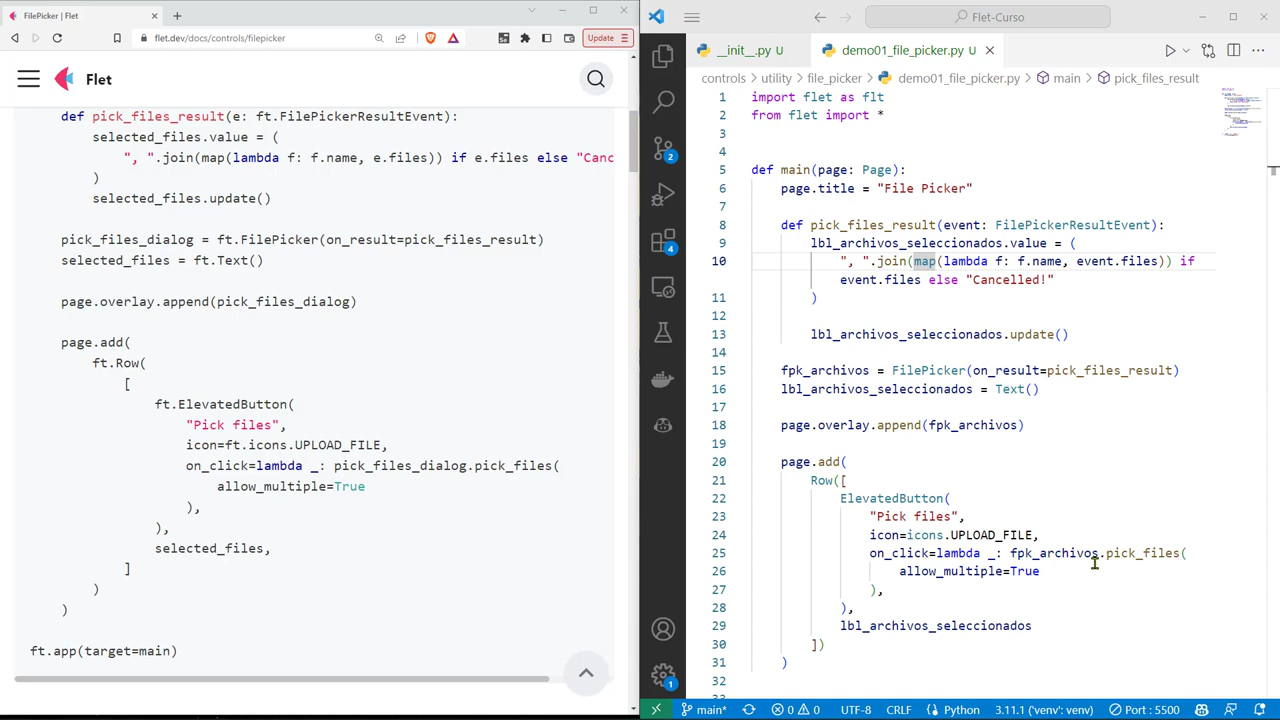 FilePicker | Flet
flet.dev/docs/controls/filepicker
Update
Flet
def pick_files_result(e: ft.FilePickerResultEvent):
selected_files.value = (
", ".join(map(lambda f: f.name, e.files)) if e.files else "Canc
)
selected_files.update()
pick_files_dialog = ft.FilePicker(on_result=pick_files_result)
selected_files = ft.Text()
page.overlay.append(pick_files_dialog)
page.add(
ft.Row(
[
ft.ElevatedButton(
"Pick files",
icon=ft.icons.UPLOAD_FILE,
on_click=lambda _: pick_files_dialog.pick_files(
allow_multiple=True
),
),
selected_files,
]
)
)
ft.app(target=main)
Flet-Curso
__init__.py U
demo01_file_picker.py U
controls > utility > file_picker > demo01_file_picker.py > main > pick_files_result
1 import flet as flt
2 from flet import *
3
4
5 def main(page: Page):
6 page.title = "File Picker"
7
8 def pick_files_result(event: FilePickerResultEvent):
9 lbl_archivos_seleccionados.value = (
10 ", ".join(map(lambda f: f.name, event.files)) if
event.files else "Cancelled!"
11 )
12
13 lbl_archivos_seleccionados.update()
14
15 fpk_archivos = FilePicker(on_result=pick_files_result)
16 lbl_archivos_seleccionados = Text()
17
18 page.overlay.append(fpk_archivos)
19
20 page.add(
21 Row([
22 ElevatedButton(
23 "Pick files",
24 icon=icons.UPLOAD_FILE,
25 on_click=lambda _: fpk_archivos.pick_files(
26 allow_multiple=True
27 ),
28 ),
29 lbl_archivos_seleccionados
30 ])
31 )
32
2
4
1
main* 0 0 UTF-8 CRLF Python 3.11.1 ('venv': venv) Port : 5500